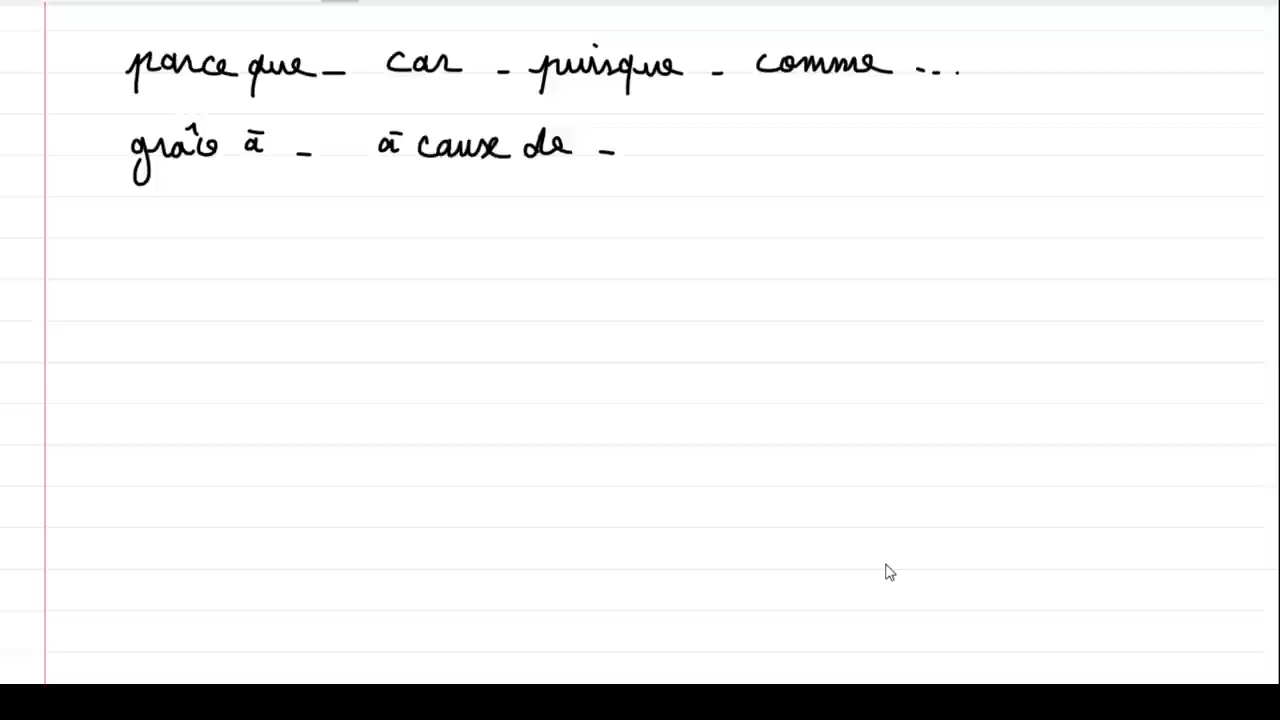 parce que - car - puisque - comme ...
grâce à - à cause de -